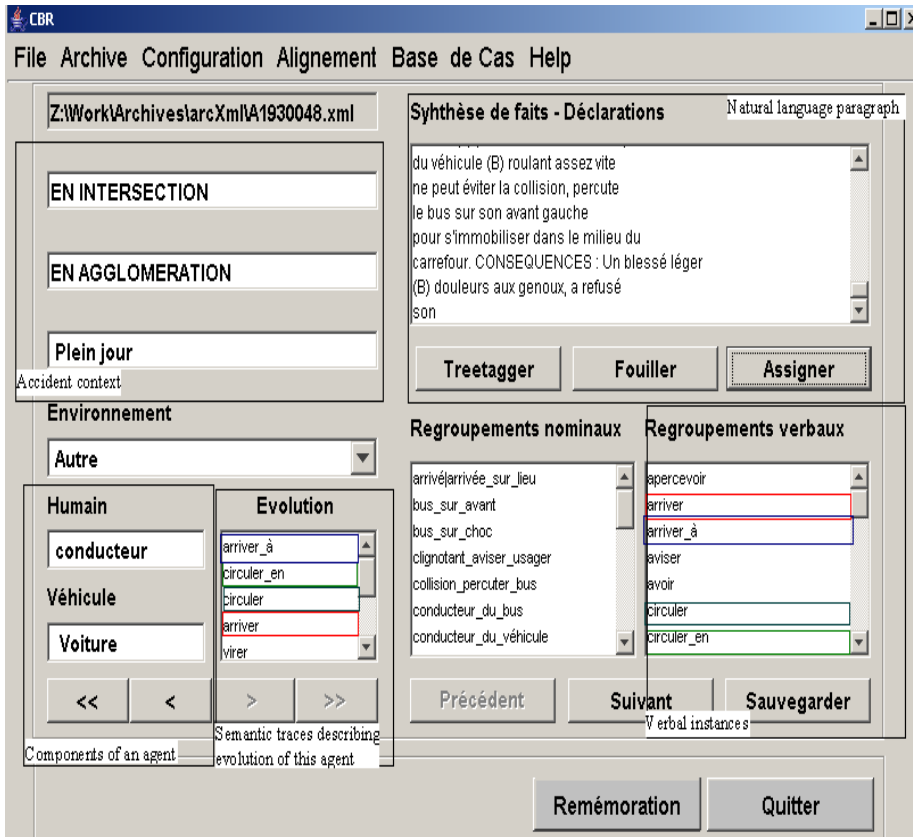 CBR
File Archive Configuration Alignement Base de Cas Help
Z:\Work\Archives\arcXml\A1930048.xml
EN INTERSECTION
EN AGGLOMERATION
Plein jour
Accident context
Environnement
Autre
Humain
conducteur
Véhicule
Voiture
<< < > >>
Components of an agent
Evolution
arriver_à
circuler_en
circuler
arriver
virer
Semantic traces describing
evolution of this agent
Syhthèse de faits - Déclarations
Natural language paragraph
du véhicule (B) roulant assez vite
ne peut éviter la collision, percute
le bus sur son avant gauche
pour s'immobiliser dans le milieu du
carrefour. CONSEQUENCES : Un blessé léger
(B) douleurs aux genoux, a refusé
son
Treetagger Fouiller Assigner
Regroupements nominaux
arrivé|arrivée_sur_lieu
bus_sur_avant
bus_sur_choc
clignotant_aviser_usager
collision_percuter_bus
conducteur_du_bus
conducteur_du_véhicule
Regroupements verbaux
apercevoir
arriver
arriver_à
aviser
avoir
circuler
circuler_en
Précédent Suivant Sauvegarder
Verbal instances
Remémoration Quitter